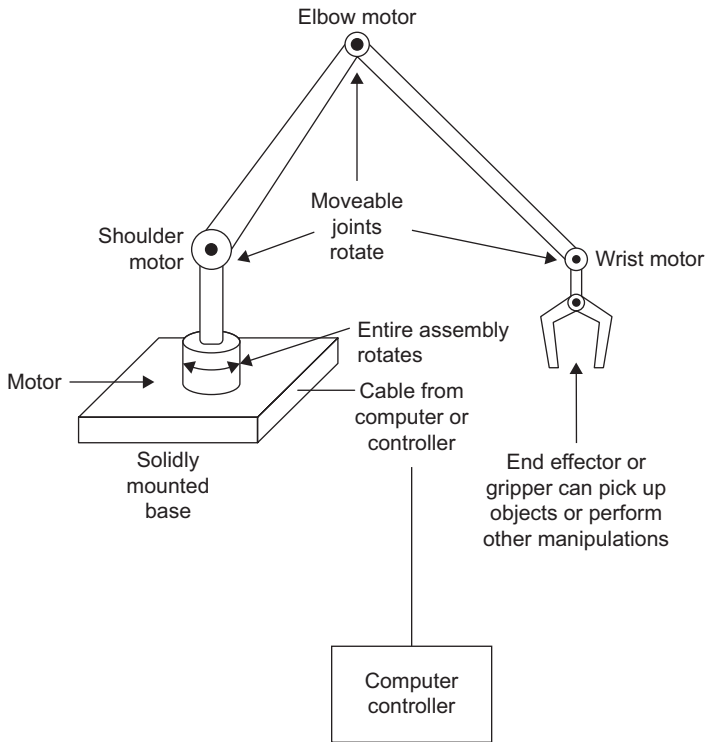 Elbow motor
Moveable
joints
rotate
Shoulder
motor
Wrist motor
Entire assembly
rotates
Motor
Cable from
computer or
controller
Solidly
mounted
base
End effector or
gripper can pick up
objects or perform
other manipulations
Computer
controller